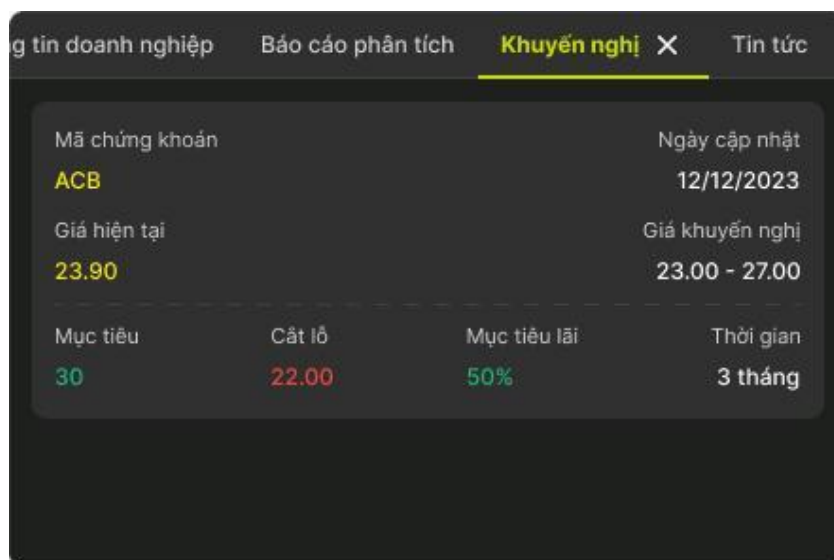 g tin doanh nghiệp Báo cáo phân tích Khuyến nghị Tin tức
Mã chứng khoán Ngày cập nhật
ACB 12/12/2023
Giá hiện tại Giá khuyến nghị
23.90 23.00 - 27.00
Mục tiêu Cắt lỗ Mục tiêu lãi Thời gian
30 22.00 50% 3 tháng